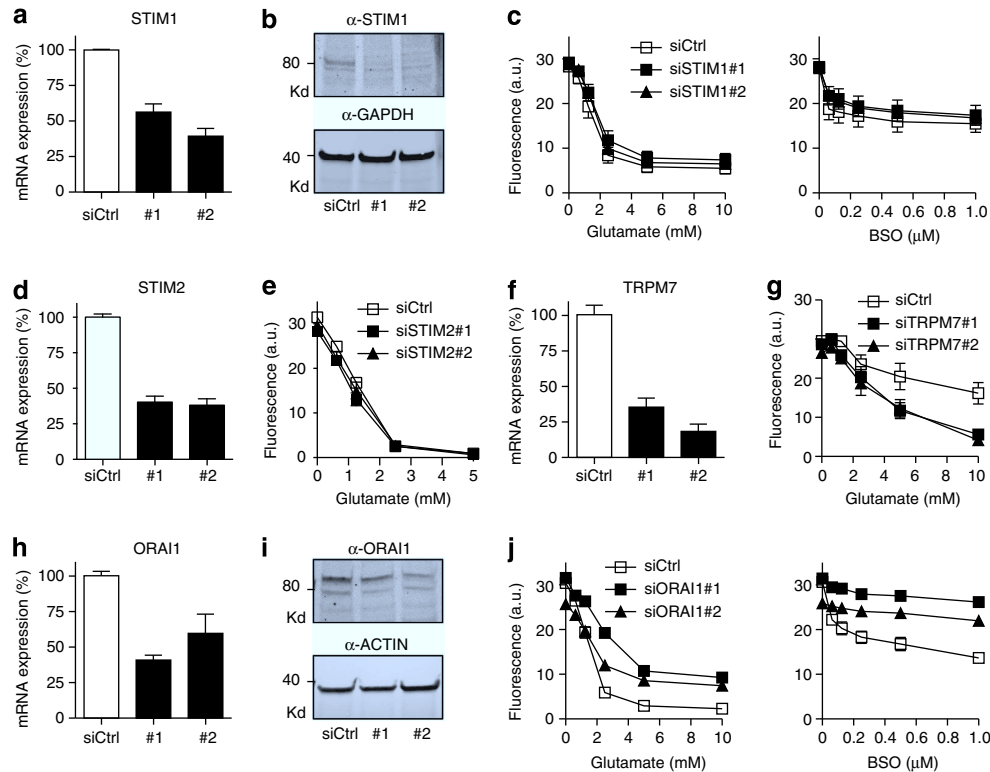 a
STIM1
mRNA expression (%)
100
75
50
25
0
siCtrl #1 #2
b
α-STIM1
80
Kd
α-GAPDH
40
Kd
siCtrl #1 #2
c
Fluorescence (a.u.)
30
20
10
0
siCtrl
siSTIM1#1
siSTIM1#2
0 2 4 6 8 10
Glutamate (mM)
30
20
10
0
0 0.2 0.4 0.6 0.8 1.0
BSO (μM)
d
STIM2
mRNA expression (%)
100
75
50
25
0
siCtrl #1 #2
e
Fluorescence (a.u.)
30
20
10
0
siCtrl
siSTIM2#1
siSTIM2#2
0 1 2 3 4 5
Glutamate (mM)
f
TRPM7
mRNA expression (%)
100
75
50
25
0
siCtrl #1 #2
g
Fluorescence (a.u.)
30
20
10
0
siCtrl
siTRPM7#1
siTRPM7#2
0 2 4 6 8 10
Glutamate (mM)
h
ORAI1
mRNA expression (%)
100
75
50
25
0
siCtrl #1 #2
i
α-ORAI1
80
Kd
α-ACTIN
40
Kd
siCtrl #1 #2
j
Fluorescence (a.u.)
30
20
10
0
siCtrl
siORAI1#1
siORAI1#2
0 2 4 6 8 10
Glutamate (mM)
30
20
10
0
0 0.2 0.4 0.6 0.8 1.0
BSO (μM)